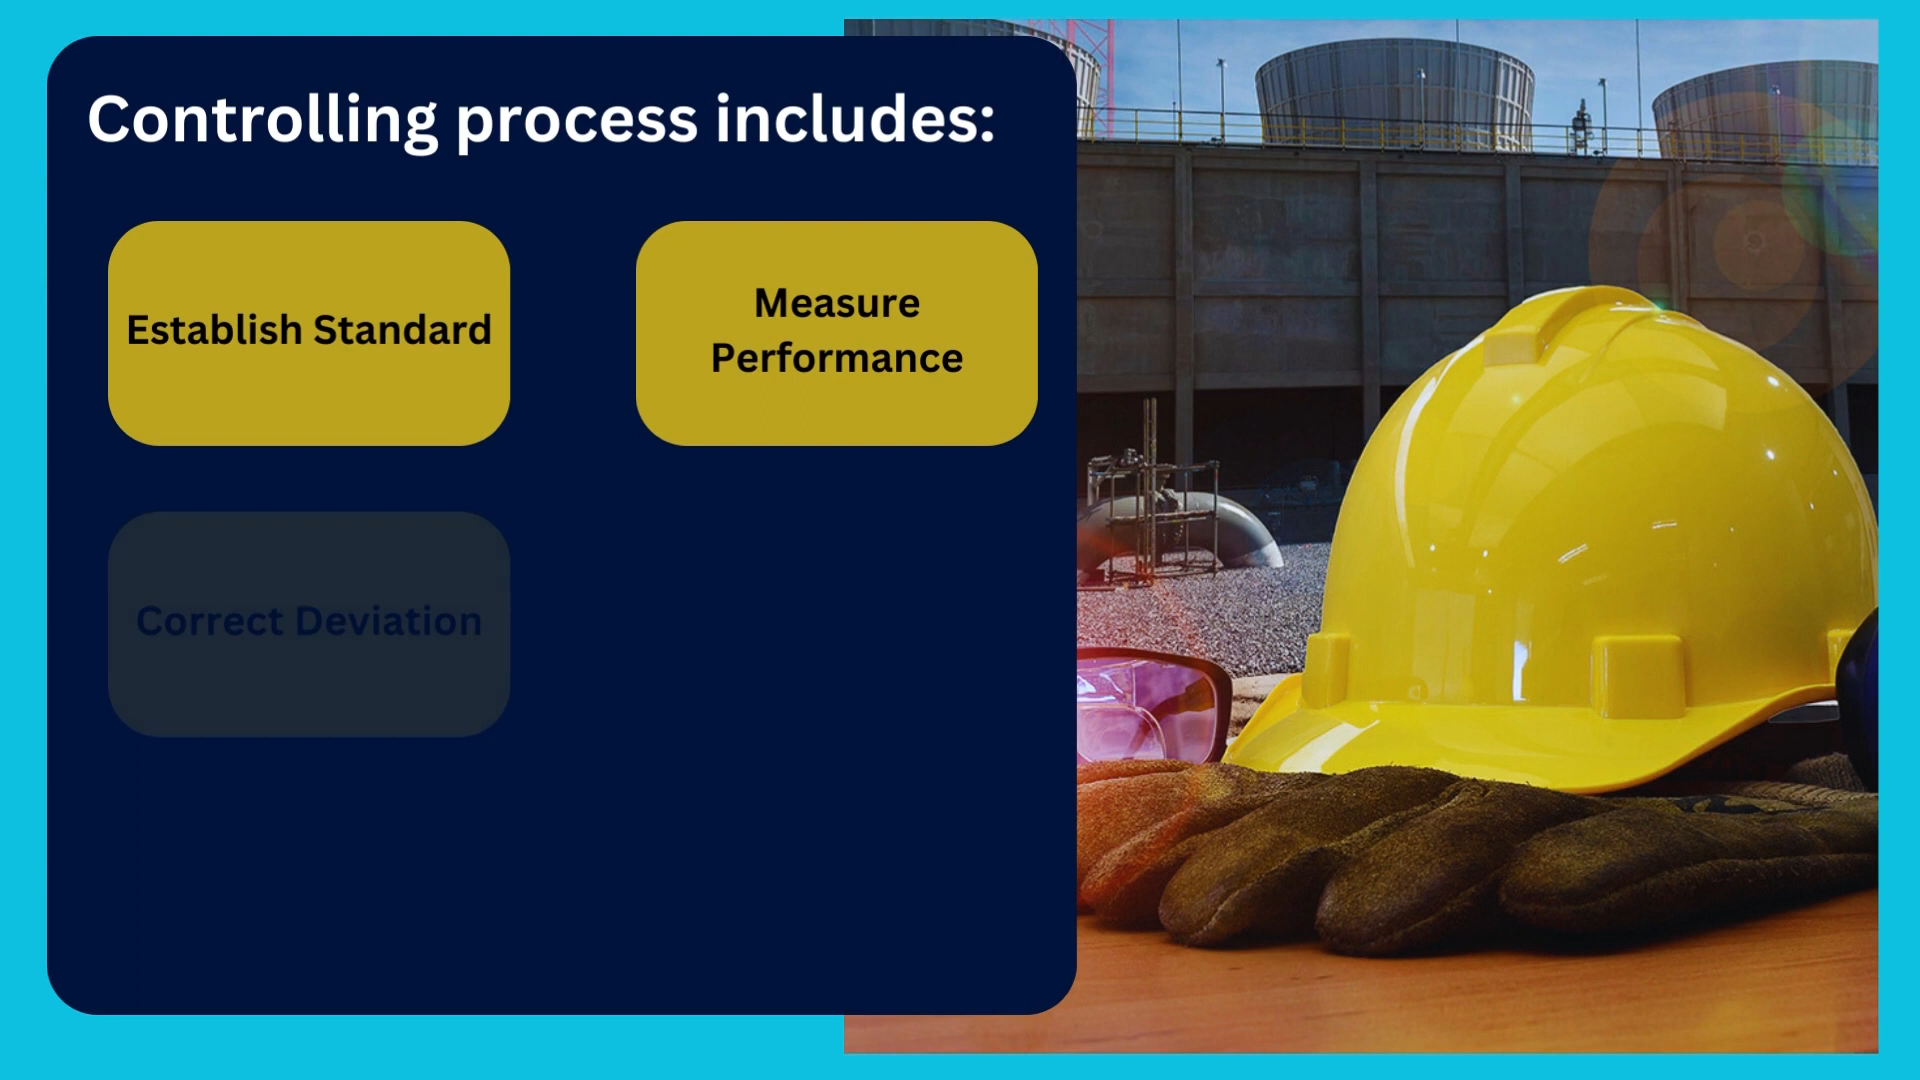 Controlling process includes:
Establish Standard
Measure
Performance
Correct Deviation